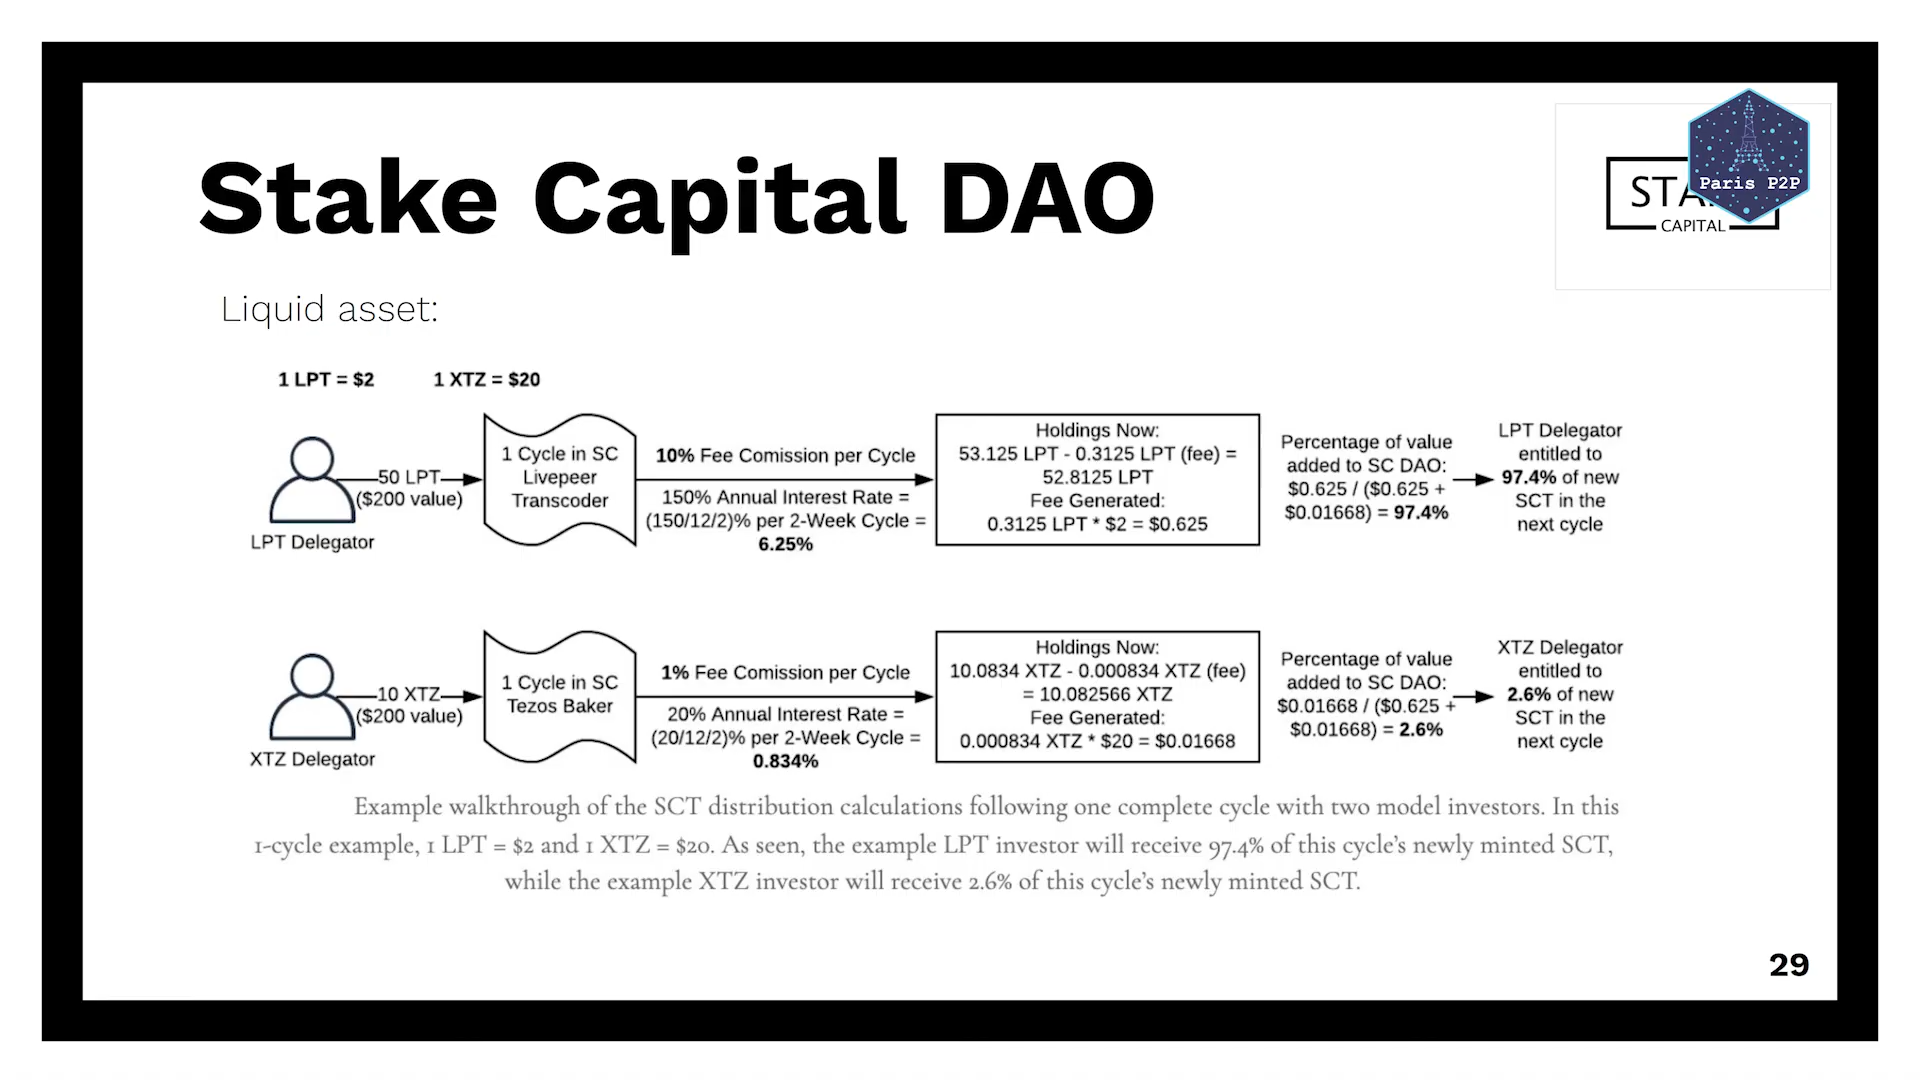 Stake Capital DAO
Paris P2P
CAPITAL
Liquid asset:
1 LPT = $2
1 XTZ = $20
50 LPT
($200 value)
LPT Delegator
1 Cycle in SC
Livepeer
Transcoder
10% Fee Comission per Cycle
150% Annual Interest Rate =
(150/12/2)% per 2-Week Cycle =
6.25%
Holdings Now:
53.125 LPT - 0.3125 LPT (fee) =
52.8125 LPT
Fee Generated:
0.3125 LPT * $2 = $0.625
Percentage of value
added to SC DAO:
$0.625 / ($0.625 +
$0.01668) = 97.4%
LPT Delegator
entitled to
97.4% of new
SCT in the
next cycle
10 XTZ
($200 value)
XTZ Delegator
1 Cycle in SC
Tezos Baker
1% Fee Comission per Cycle
20% Annual Interest Rate =
(20/12/2)% per 2-Week Cycle =
0.834%
Holdings Now:
10.0834 XTZ - 0.000834 XTZ (fee)
= 10.082566 XTZ
Fee Generated:
0.000834 XTZ * $20 = $0.01668
Percentage of value
added to SC DAO:
$0.01668 / ($0.625 +
$0.01668) = 2.6%
XTZ Delegator
entitled to
2.6% of new
SCT in the
next cycle
Example walkthrough of the SCT distribution calculations following one complete cycle with two model investors. In this
1-cycle example, 1 LPT = $2 and 1 XTZ = $20. As seen, the example LPT investor will receive 97.4% of this cycle's newly minted SCT,
while the example XTZ investor will receive 2.6% of this cycle's newly minted SCT.
29